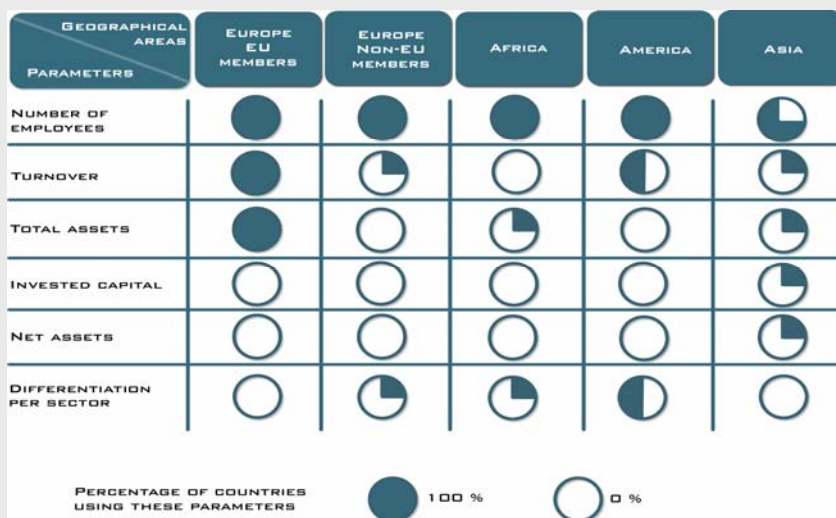 GEOGRAPHICAL
AREAS
PARAMETERS
EUROPE
EU
MEMBERS
EUROPE
NON-EU
MEMBERS
AFRICA
AMERICA
ASIA
NUMBER OF
EMPLOYEES
TURNOVER
TOTAL ASSETS
INVESTED CAPITAL
NET ASSETS
DIFFERENTIATION
PER SECTOR
PERCENTAGE OF COUNTRIES
USING THESE PARAMETERS
100 %
0 %